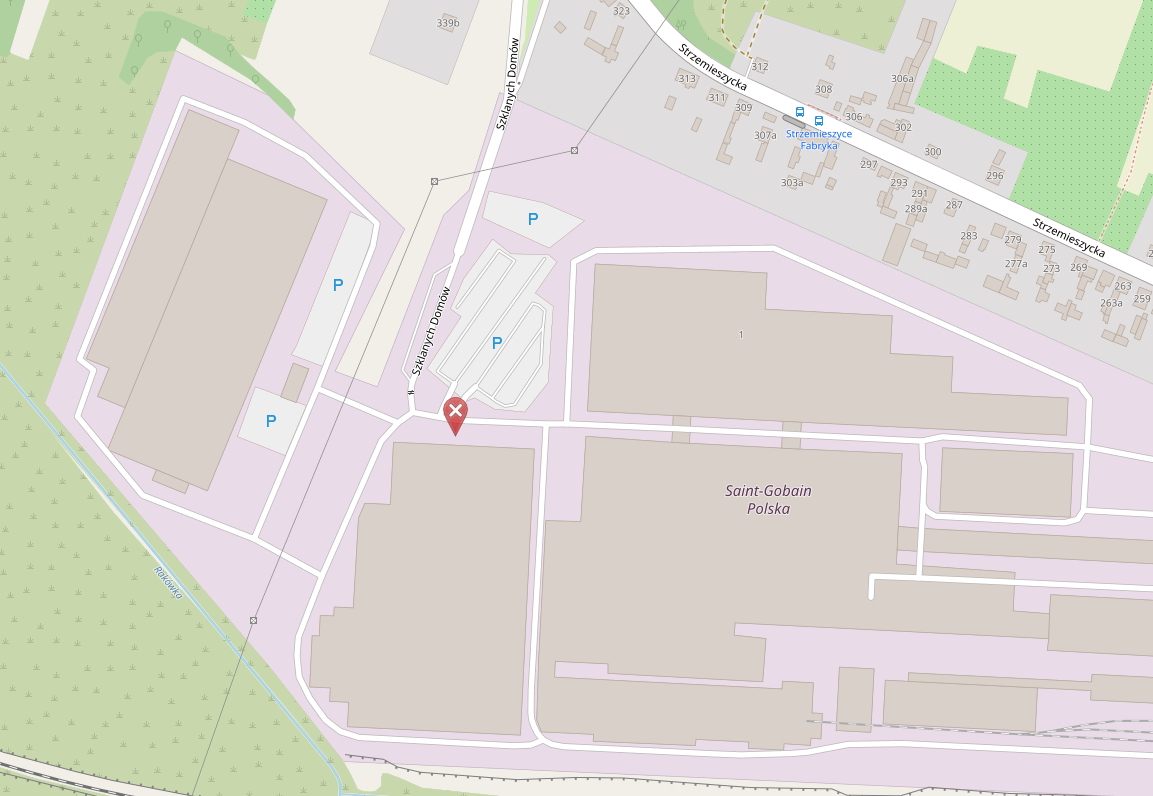 323
339b
Szklanych Domów
Strzemieszycka
312
313
308
306a
311
309
306
307a
302
Strzemieszyce
Fabryka
300
297
303a
293
296
291
289a
287
P
283
279
275
277a
273
269
263
259
263a
P
Szklanych Domów
P
1
Strzemieszycka
P
Saint-Gobain
Polska
Rakówka